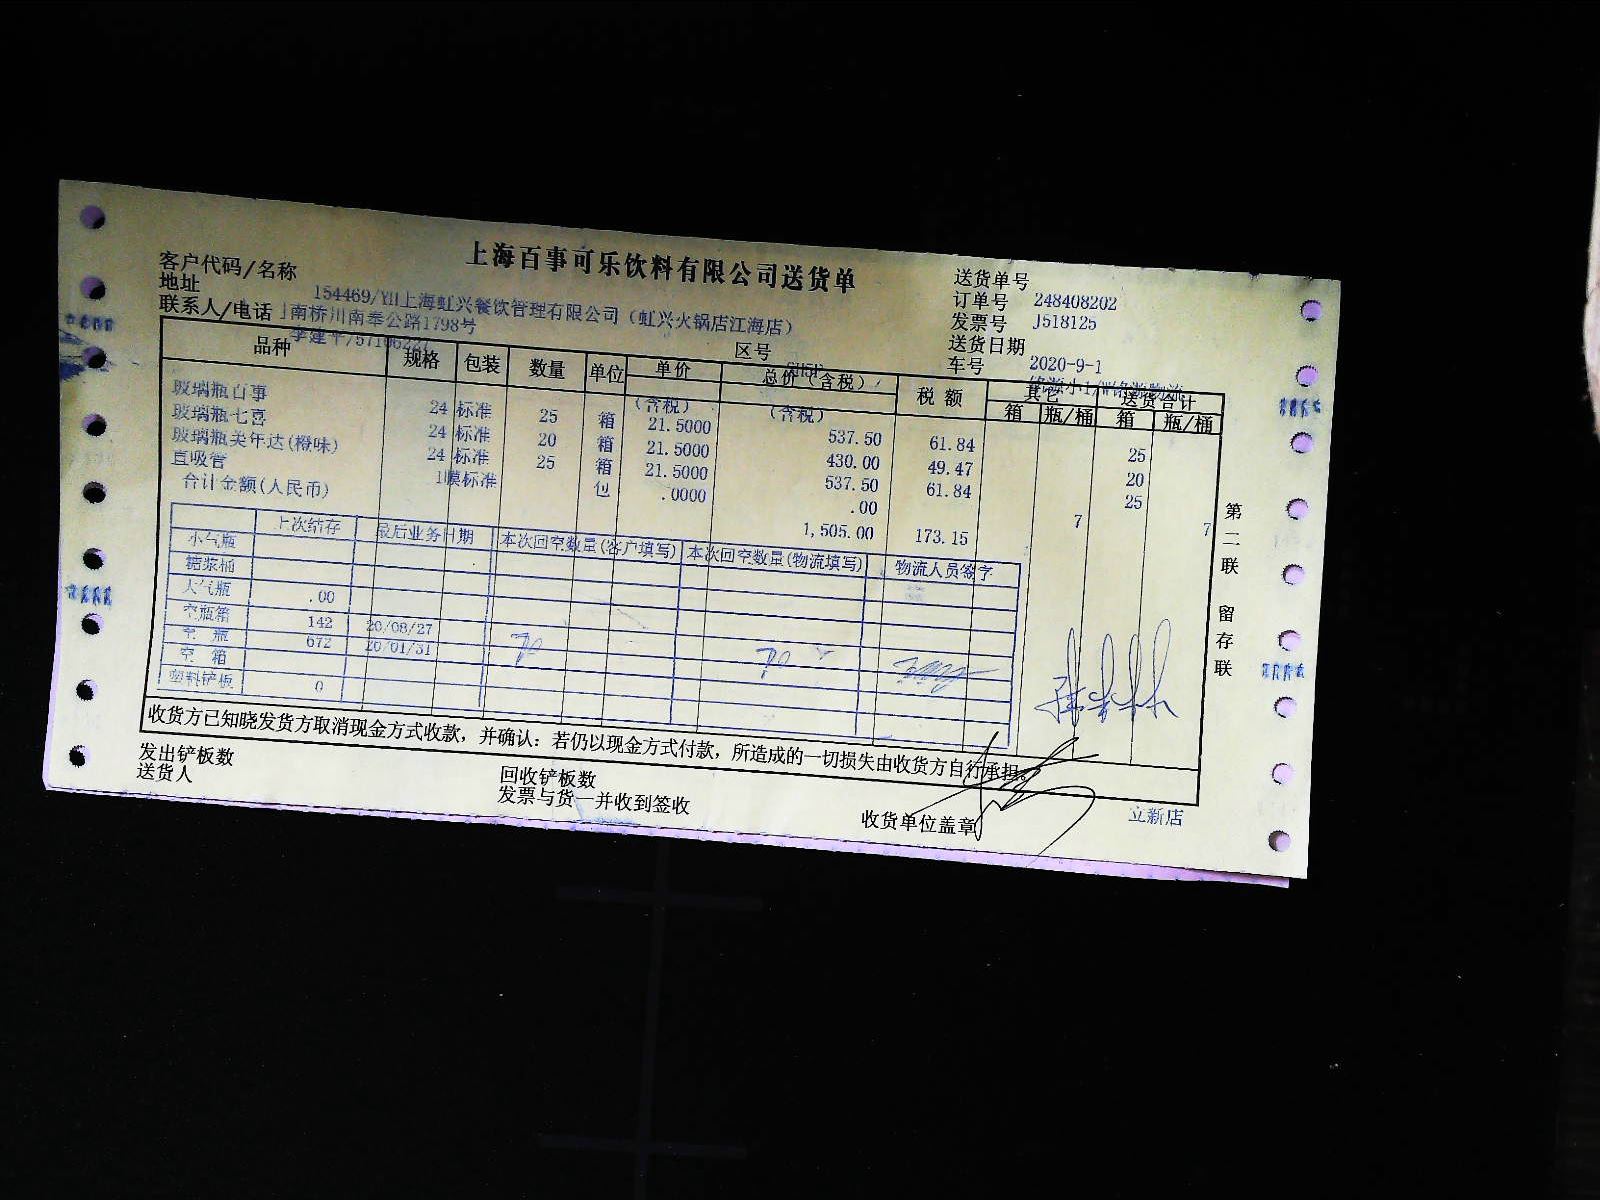 上海百事可乐饮料有限公司送货单
客户代码/名称 154469/YH上海虹兴餐饮管理有限公司(虹兴火锅店江海店)
地址 南桥川南奉公路1798号
联系人/电话 李建平/57106227
区号
送货单号
订单号 248408202
发票号 J518125
送货日期 2020-9-1
车号
品种 规格 包装 数量 单位 单价(含税) 总价(含税) 税额 其它 送货合计
(含税) 箱 瓶/桶 箱 瓶/桶
玻璃瓶百事 24 标准 25 箱 21.5000 537.50 61.84 25
玻璃瓶七喜 24 标准 20 箱 21.5000 430.00 49.47 20
玻璃瓶美年达(橙味) 24 标准 25 箱 21.5000 537.50 61.84 25
直吸管 1膜标准 包 .0000 .00 7 7
合计金额(人民币) 1,505.00 173.15
上次结存 最后业务日期 本次回空数量(客户填写) 本次回空数量(物流填写) 物流人员签字
小气瓶
糖浆桶
大气瓶 .00
空瓶箱 142 20/08/27
空 瓶 672 20/01/31
空 箱
塑料铲板 0
收货方已知晓发货方取消现金方式收款,并确认:若仍以现金方式付款,所造成的一切损失由收货方自行承担。
发出铲板数 回收铲板数
送货人 发票与货一并收到签收 收货单位盖章 立新店
第二联 留存联